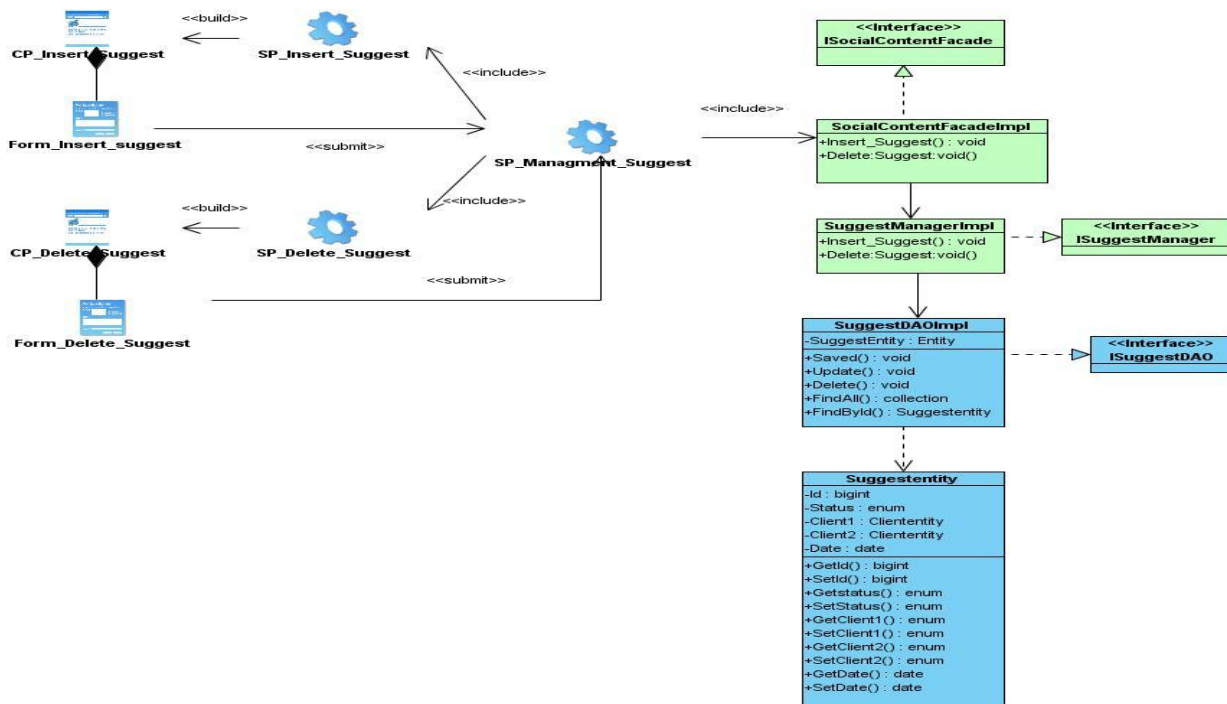 <<build>>
CP_Insert_Suggest
SP_Insert_Suggest
<<include>>
Form_Insert_suggest
<<submit>>
SP_Managment_Suggest
<<include>>
<<build>>
<<include>>
CP_Delete_Suggest
SP_Delete_Suggest
<<submit>>
Form_Delete_Suggest
<<Interface>>
ISocialContentFacade
SocialContentFacadeImpl
+Insert_Suggest() : void
+Delete:Suggest:void()
SuggestManagerImpl
+Insert_Suggest() : void
+Delete:Suggest:void()
<<Interface>>
ISuggestManager
SuggestDAOImpl
-SuggestEntity : Entity
+Saved() : void
+Update() : void
+Delete() : void
+FindAll() : collection
+FindById() : Suggestentity
<<Interface>>
ISuggestDAO
Suggestentity
-Id : bigint
-Status : enum
-Client1 : Cliententity
-Client2 : Cliententity
-Date : date
+GetId() : bigint
+SetId() : bigint
+Getstatus() : enum
+SetStatus() : enum
+GetClient1() : enum
+SetClient1() : enum
+GetClient2() : enum
+SetClient2() : enum
+GetDate() : date
+SetDate() : date